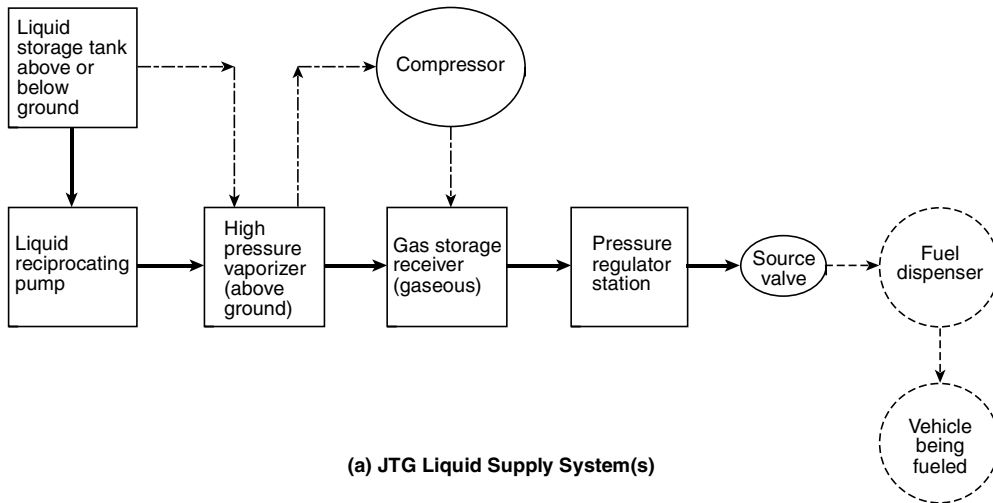 Liquid
storage tank
above or
below
ground
Compressor
Liquid
reciprocating
pump
High
pressure
vaporizer
(above
ground)
Gas storage
receiver
(gaseous)
Pressure
regulator
station
Source
valve
Fuel
dispenser
Vehicle
being
fueled
(a) JTG Liquid Supply System(s)